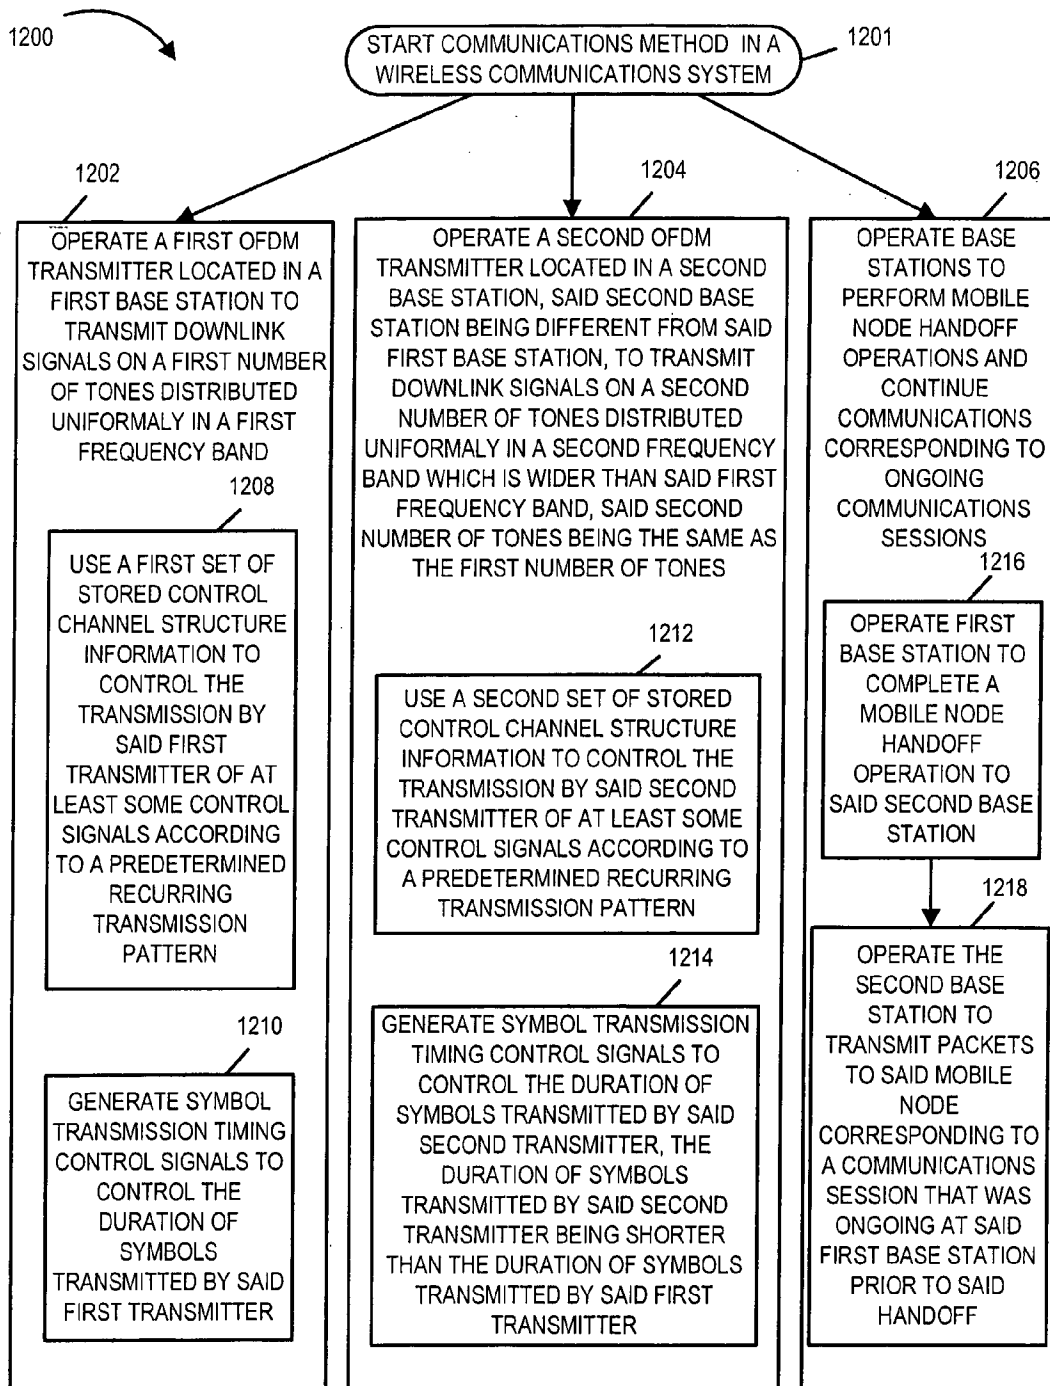 1200
START COMMUNICATIONS METHOD IN A
WIRELESS COMMUNICATIONS SYSTEM
1201
1202
OPERATE A FIRST OFDM
TRANSMITTER LOCATED IN A
FIRST BASE STATION TO
TRANSMIT DOWNLINK
SIGNALS ON A FIRST NUMBER
OF TONES DISTRIBUTED
UNIFORMALY IN A FIRST
FREQUENCY BAND
1208
USE A FIRST SET OF
STORED CONTROL
CHANNEL STRUCTURE
INFORMATION TO
CONTROL THE
TRANSMISSION BY
SAID FIRST
TRANSMITTER OF AT
LEAST SOME CONTROL
SIGNALS ACCORDING
TO A PREDETERMINED
RECURRING
TRANSMISSION
PATTERN
1210
GENERATE SYMBOL
TRANSMISSION TIMING
CONTROL SIGNALS TO
CONTROL THE
DURATION OF
SYMBOLS
TRANSMITTED BY SAID
FIRST TRANSMITTER
1204
OPERATE A SECOND OFDM
TRANSMITTER LOCATED IN A SECOND
BASE STATION, SAID SECOND BASE
STATION BEING DIFFERENT FROM SAID
FIRST BASE STATION, TO TRANSMIT
DOWNLINK SIGNALS ON A SECOND
NUMBER OF TONES DISTRIBUTED
UNIFORMALY IN A SECOND FREQUENCY
BAND WHICH IS WIDER THAN SAID FIRST
FREQUENCY BAND, SAID SECOND
NUMBER OF TONES BEING THE SAME AS
THE FIRST NUMBER OF TONES
1212
USE A SECOND SET OF STORED
CONTROL CHANNEL STRUCTURE
INFORMATION TO CONTROL THE
TRANSMISSION BY SAID SECOND
TRANSMITTER OF AT LEAST SOME
CONTROL SIGNALS ACCORDING TO
A PREDETERMINED RECURRING
TRANSMISSION PATTERN
1214
GENERATE SYMBOL TRANSMISSION
TIMING CONTROL SIGNALS TO
CONTROL THE DURATION OF
SYMBOLS TRANSMITTED BY SAID
SECOND TRANSMITTER, THE
DURATION OF SYMBOLS
TRANSMITTED BY SAID SECOND
TRANSMITTER BEING SHORTER
THAN THE DURATION OF SYMBOLS
TRANSMITTED BY SAID FIRST
TRANSMITTER
1206
OPERATE BASE
STATIONS TO
PERFORM MOBILE
NODE HANDOFF
OPERATIONS AND
CONTINUE
COMMUNICATIONS
CORRESPONDING TO
ONGOING
COMMUNICATIONS
SESSIONS
1216
OPERATE FIRST
BASE STATION TO
COMPLETE A
MOBILE NODE
HANDOFF
OPERATION TO
SAID SECOND BASE
STATION
1218
OPERATE THE
SECOND BASE
STATION TO
TRANSMIT PACKETS
TO SAID MOBILE
NODE
CORRESPONDING TO
A COMMUNICATIONS
SESSION THAT WAS
ONGOING AT SAID
FIRST BASE STATION
PRIOR TO SAID
HANDOFF